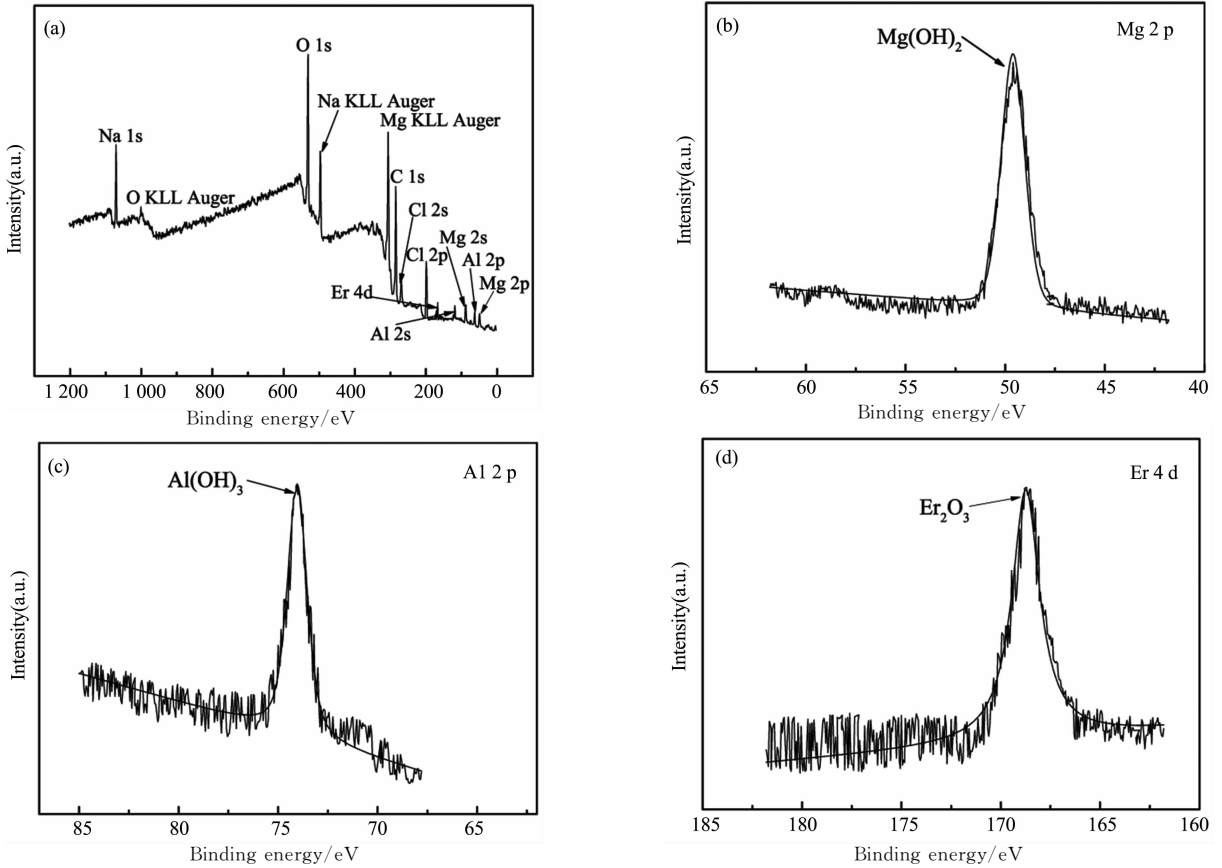 (a)
O 1s
Na KLL Auger
Mg KLL Auger
Na 1s
O KLL Auger
C 1s
Cl 2s
Cl 2p
Mg 2s
Al 2p
Mg 2p
Er 4d
Al 2s
Intensity(a.u.)
1 200 1 000 800 600 400 200 0
Binding energy/eV
(b)
Mg 2 p
Mg(OH)2
Intensity(a.u.)
65 60 55 50 45 40
Binding energy/eV
(c)
Al 2 p
Al(OH)3
Intensity(a.u.)
85 80 75 70 65
Binding energy/eV
(d)
Er 4 d
Er2O3
Intensity(a.u.)
185 180 175 170 165 160
Binding energy/eV